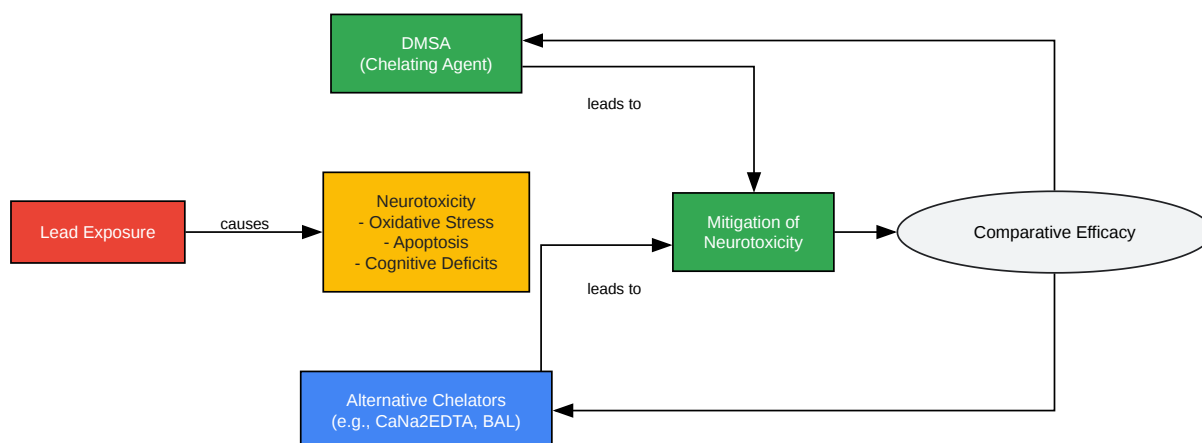 DMSA
(Chelating Agent)
leads to
Lead Exposure
causes
Neurotoxicity
- Oxidative Stress
- Apoptosis
- Cognitive Deficits
Mitigation of
Neurotoxicity
Comparative Efficacy
leads to
Alternative Chelators
(e.g., CaNa2EDTA, BAL)